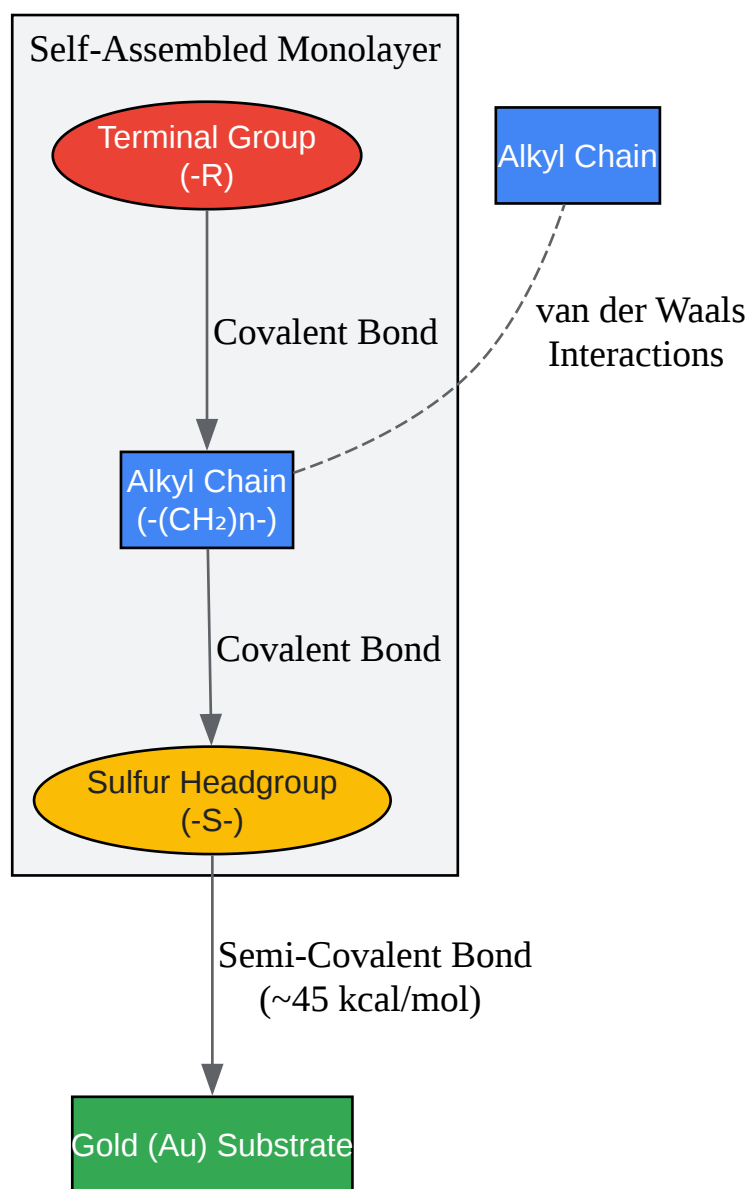 Self-Assembled Monolayer
Terminal Group
(-R)
Alkyl Chain
van der Waals
Interactions
Covalent Bond
Alkyl Chain
(-(CH₂)n-)
Covalent Bond
Sulfur Headgroup
(-S-)
Semi-Covalent Bond
(~45 kcal/mol)
Gold (Au) Substrate